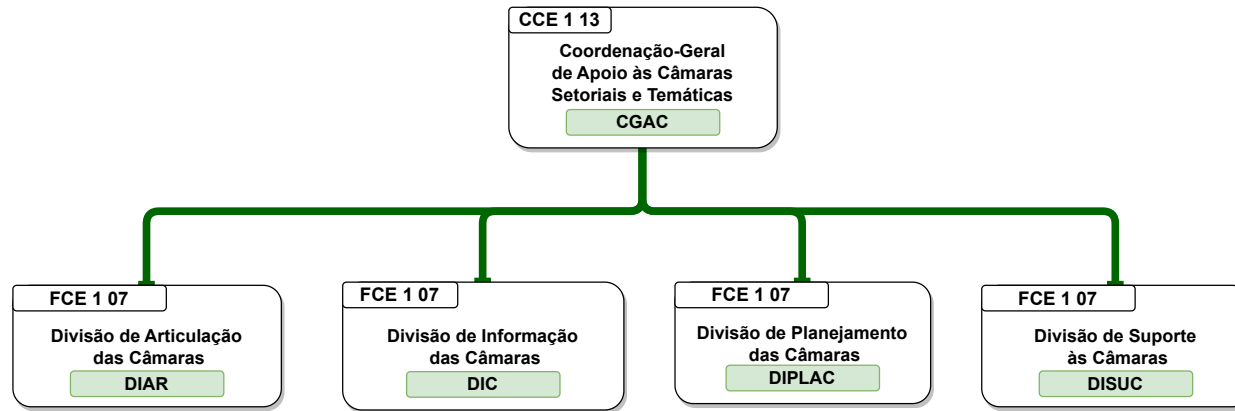 CCE 1 13
Coordenação-Geral
de Apoio às Câmaras
Setoriais e Temáticas
CGAC
FCE 1 07
Divisão de Articulação
das Câmaras
DIAR
FCE 1 07
Divisão de Informação
das Câmaras
DIC
FCE 1 07
Divisão de Planejamento
das Câmaras
DIPLAC
FCE 1 07
Divisão de Suporte
às Câmaras
DISUC